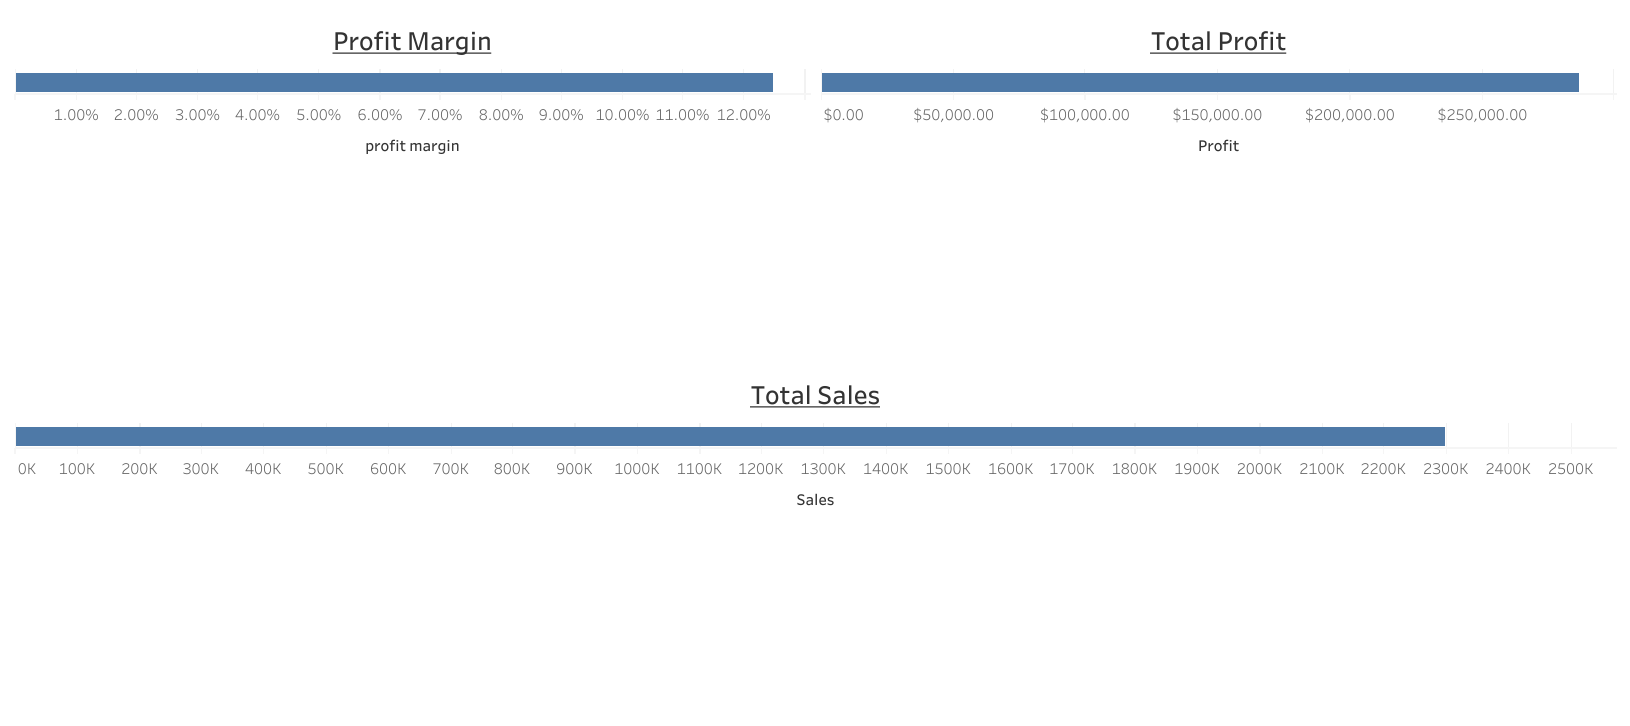 Profit Margin
1.00% 2.00% 3.00% 4.00% 5.00% 6.00% 7.00% 8.00% 9.00% 10.00% 11.00% 12.00%
profit margin
Total Profit
$0.00 $50,000.00 $100,000.00 $150,000.00 $200,000.00 $250,000.00
Profit
Total Sales
0K 100K 200K 300K 400K 500K 600K 700K 800K 900K 1000K 1100K 1200K 1300K 1400K 1500K 1600K 1700K 1800K 1900K 2000K 2100K 2200K 2300K 2400K 2500K
Sales